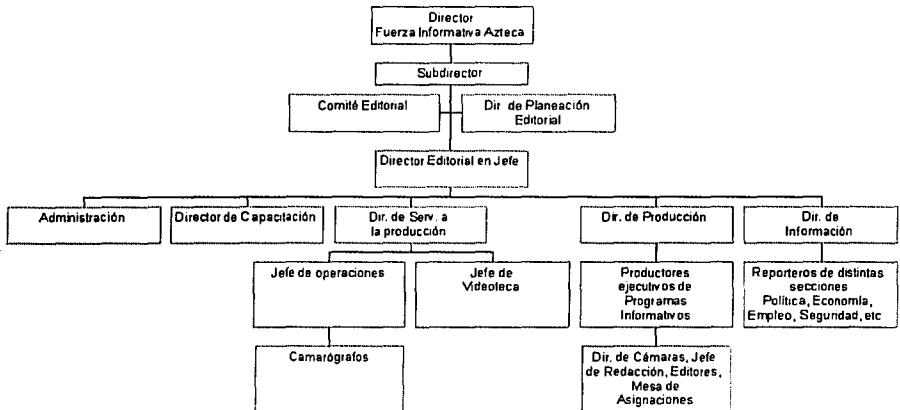 Director
Fuerza Informativa Azteca
Subdirector
Comité Editorial
Dir. de Planeación
Editorial
Director Editorial en Jefe
Administración
Director de Capacitación
Dir. de Serv. a
la producción
Dir. de Producción
Dir. de
Información
Jefe de operaciones
Jefe de
Videoteca
Productores
ejecutivos de
Programas
Informativos
Reporteros de distintas
secciones
Política, Economía,
Empleo, Seguridad, etc
Camarógrafos
Dir. de Cámaras, Jefe
de Redacción, Editores,
Mesa de
Asignaciones